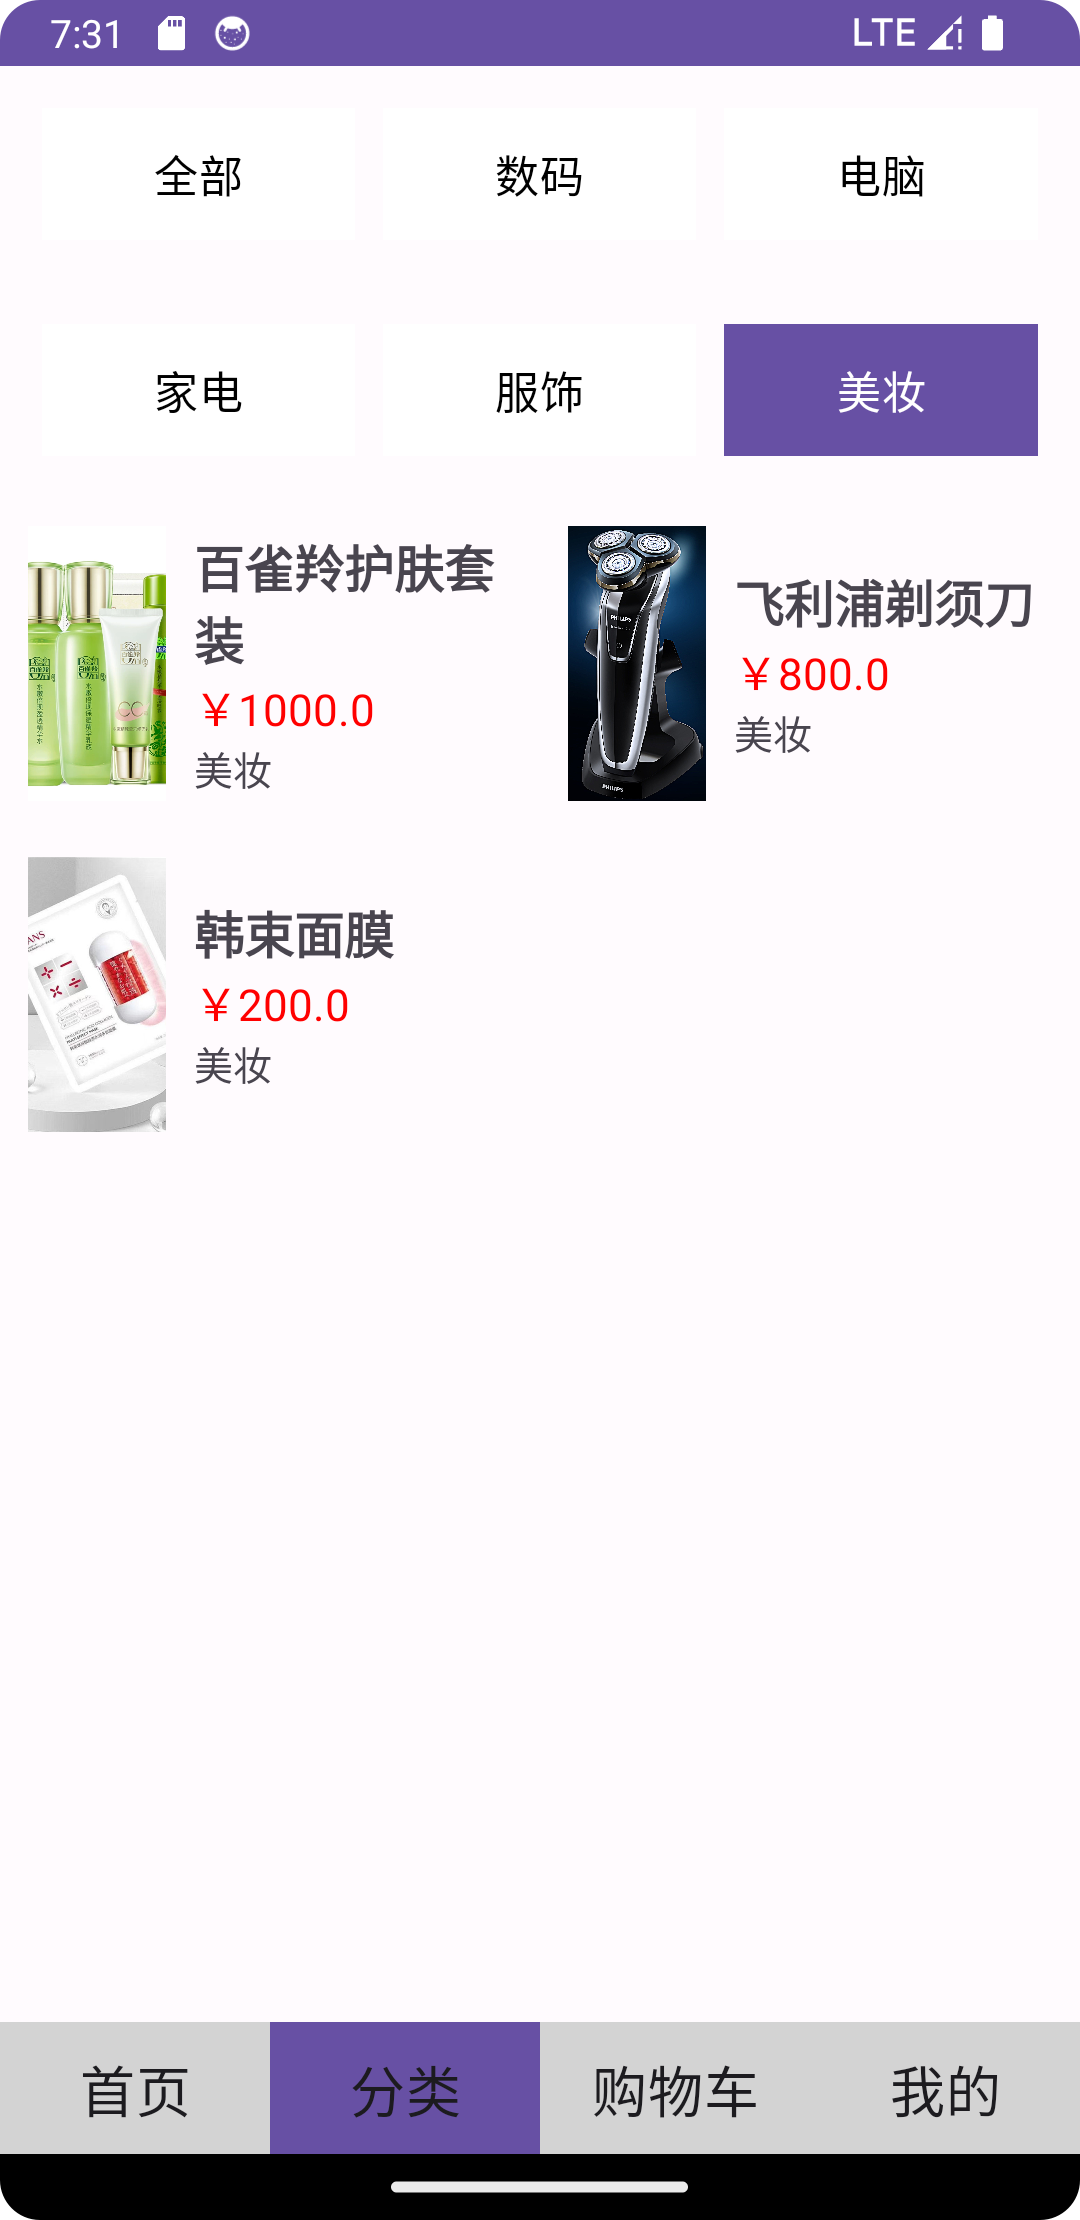 7:31
LTE
全部
数码
电脑
家电
服饰
美妆
百雀羚护肤套
装
￥1000.0
美妆
飞利浦剃须刀
￥800.0
美妆
韩束面膜
￥200.0
美妆
首页
分类
购物车
我的